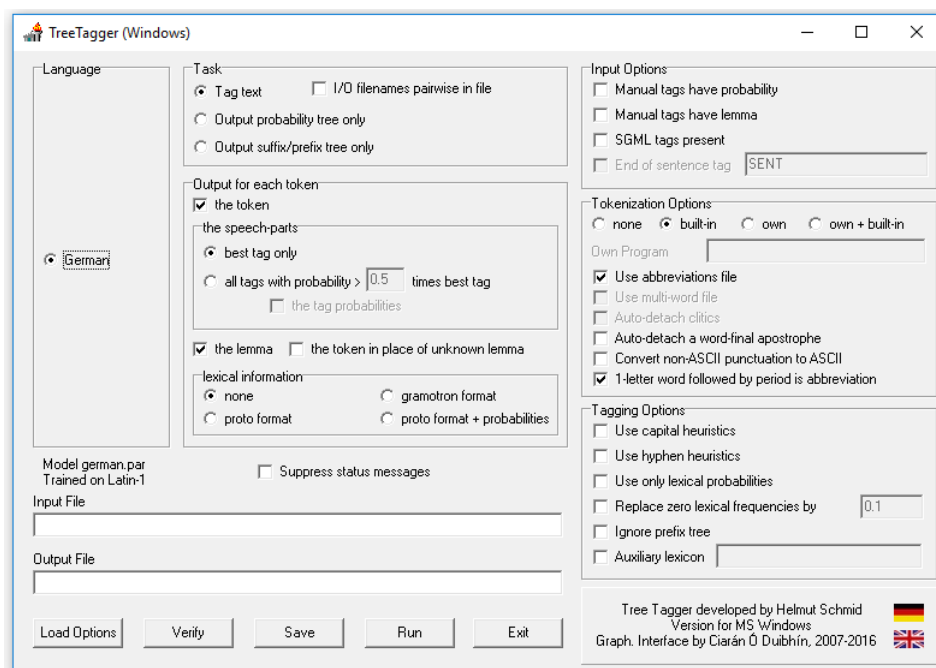 TreeTagger (Windows)
Language
German
Model german.par
Trained on Latin-1
Task
Tag text
I/O filenames pairwise in file
Output probability tree only
Output suffix/prefix tree only
Output for each token
the token
the speech-parts
best tag only
all tags with probability > 0.5 times best tag
the tag probabilities
the lemma
the token in place of unknown lemma
lexical information
none
gramotron format
proto format
proto format + probabilities
Suppress status messages
Input File
Output File
Load Options
Verify
Save
Run
Exit
Input Options
Manual tags have probability
Manual tags have lemma
SGML tags present
End of sentence tag SENT
Tokenization Options
none built-in own own + built-in
Own Program
Use abbreviations file
Use multi-word file
Auto-detach clitics
Auto-detach a word-final apostrophe
Convert non-ASCII punctuation to ASCII
1-letter word followed by period is abbreviation
Tagging Options
Use capital heuristics
Use hyphen heuristics
Use only lexical probabilities
Replace zero lexical frequencies by 0.1
Ignore prefix tree
Auxiliary lexicon
Tree Tagger developed by Helmut Schmid
Version for MS Windows
Graph. Interface by Ciarán Ó Duibhín, 2007-2016